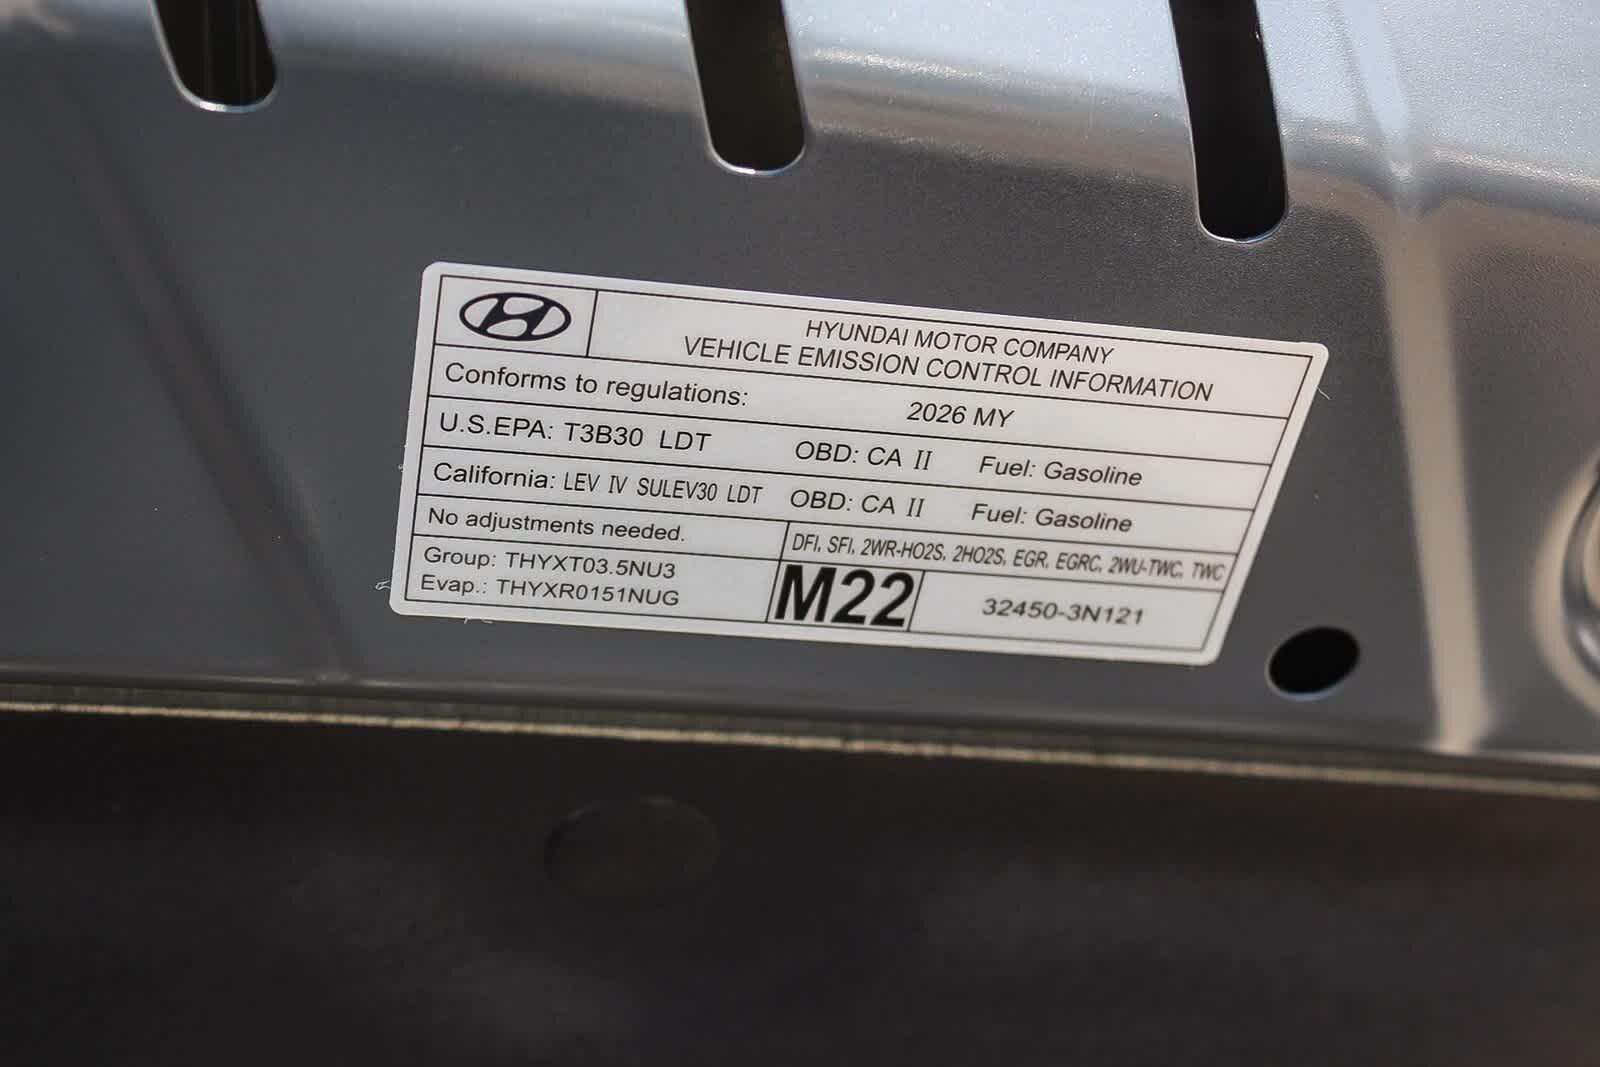 HYUNDAI MOTOR COMPANY
VEHICLE EMISSION CONTROL INFORMATION
Conforms to regulations: 2026 MY
U.S.EPA: T3B30 LDT OBD: CA II Fuel: Gasoline
California: LEV IV SULEV30 LDT OBD: CA II Fuel: Gasoline
No adjustments needed.
DFI, SFI, 2WR-HO2S, 2HO2S, EGR, EGRC, 2WU-TWC, TWC
Group: THYXT03.5NU3
Evap.: THYXR0151NUG
M22
32450-3N121